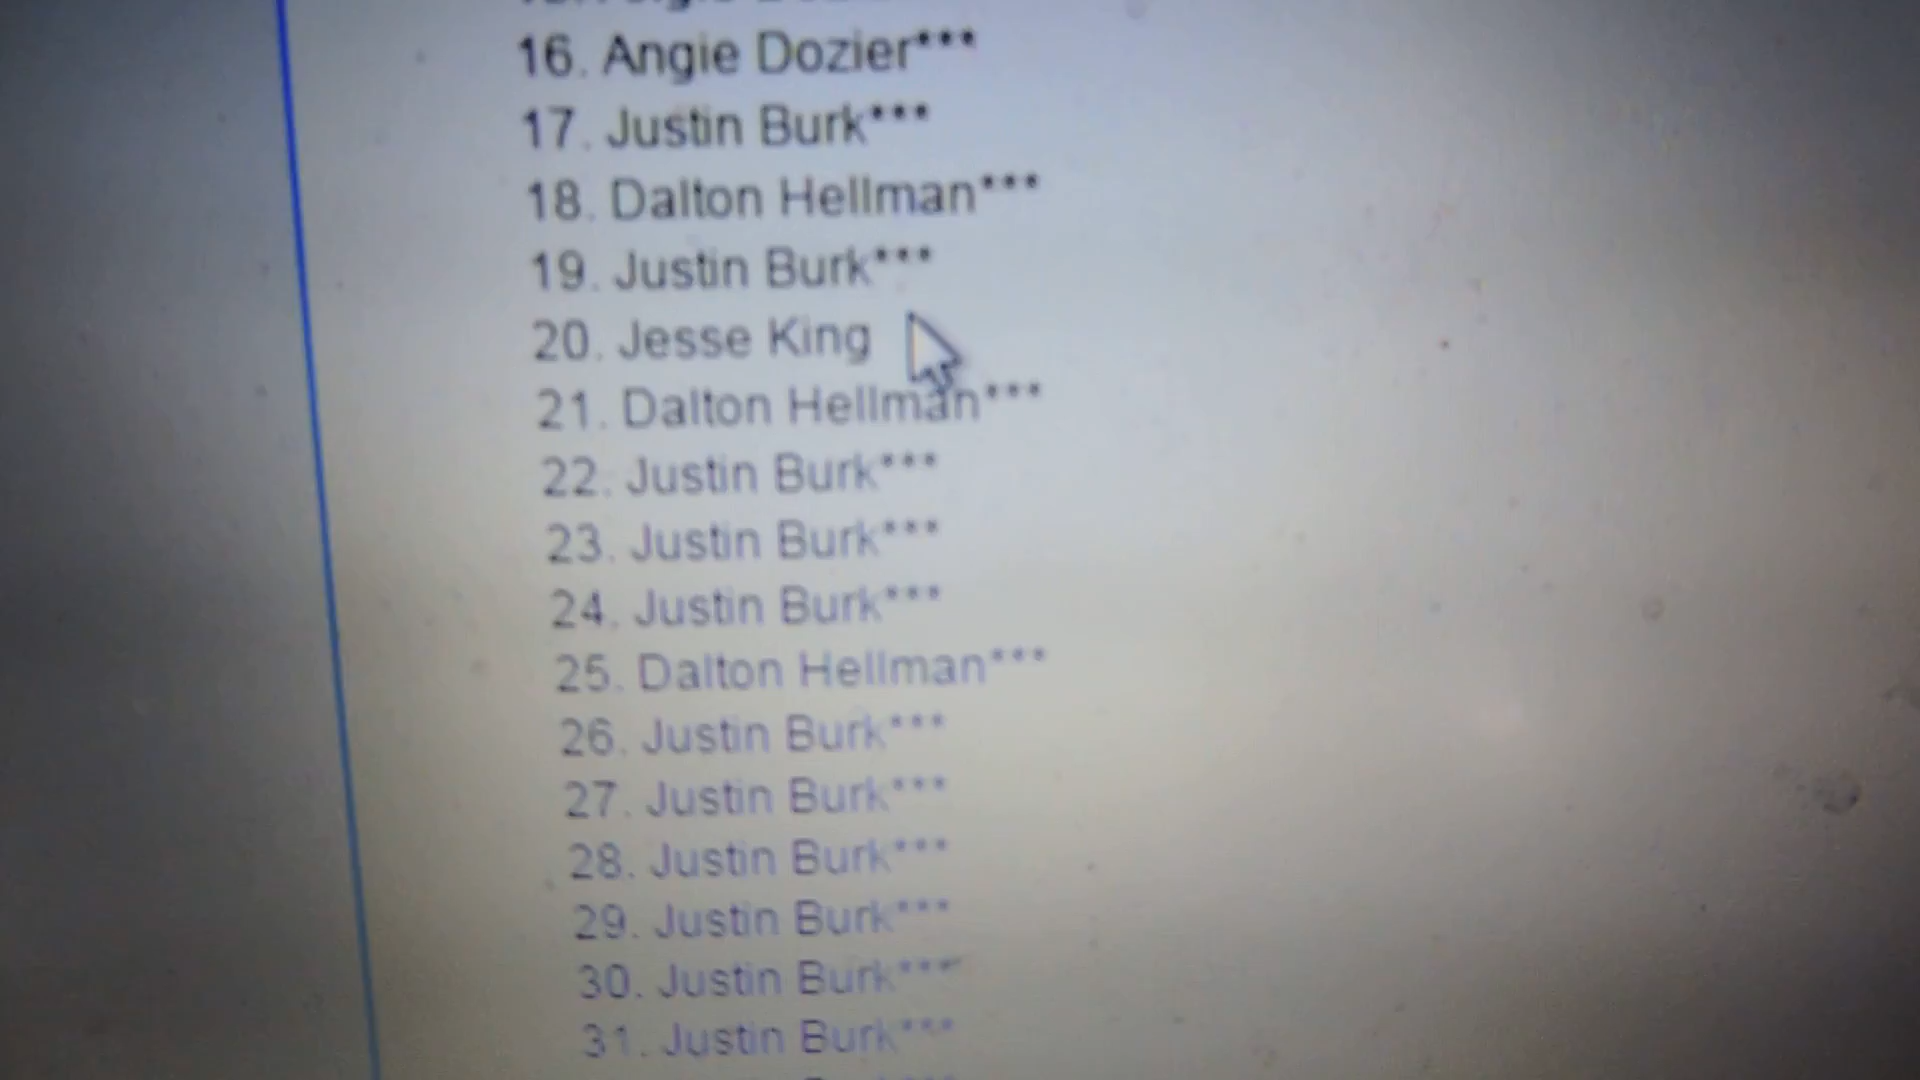 16. Angie Dozier***
17. Justin Burk***
18. Dalton Hellman***
19. Justin Burk***
20. Jesse King
21. Dalton Hellman***
22. Justin Burk***
23. Justin Burk***
24. Justin Burk***
25. Dalton Hellman***
26. Justin Burk***
27. Justin Burk***
28. Justin Burk***
29. Justin Burk***
30. Justin Burk***
31. Justin Burk***